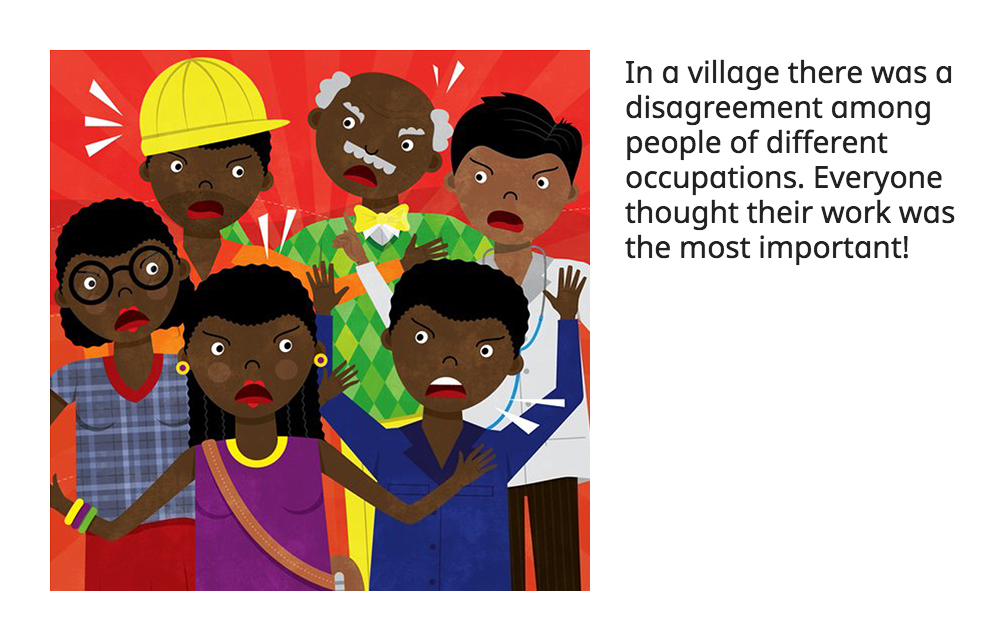 In a village there was a
disagreement among
people of different
occupations. Everyone
thought their work was
the most important!